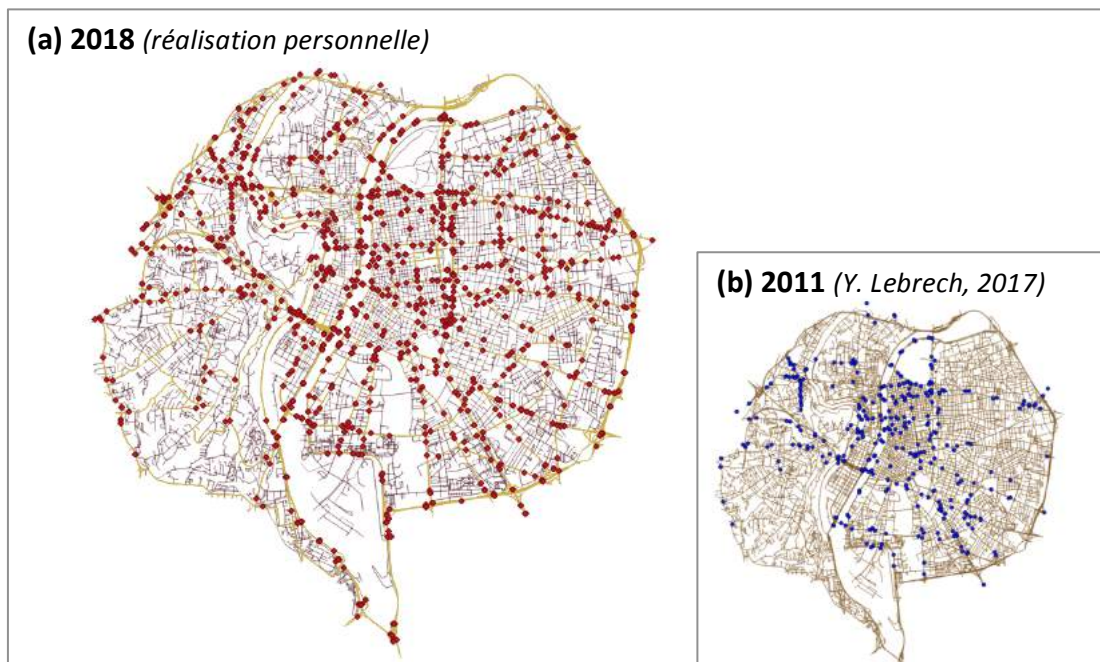 (a) 2018 (réalisation personnelle)
(b) 2011 (Y. Lebrech, 2017)